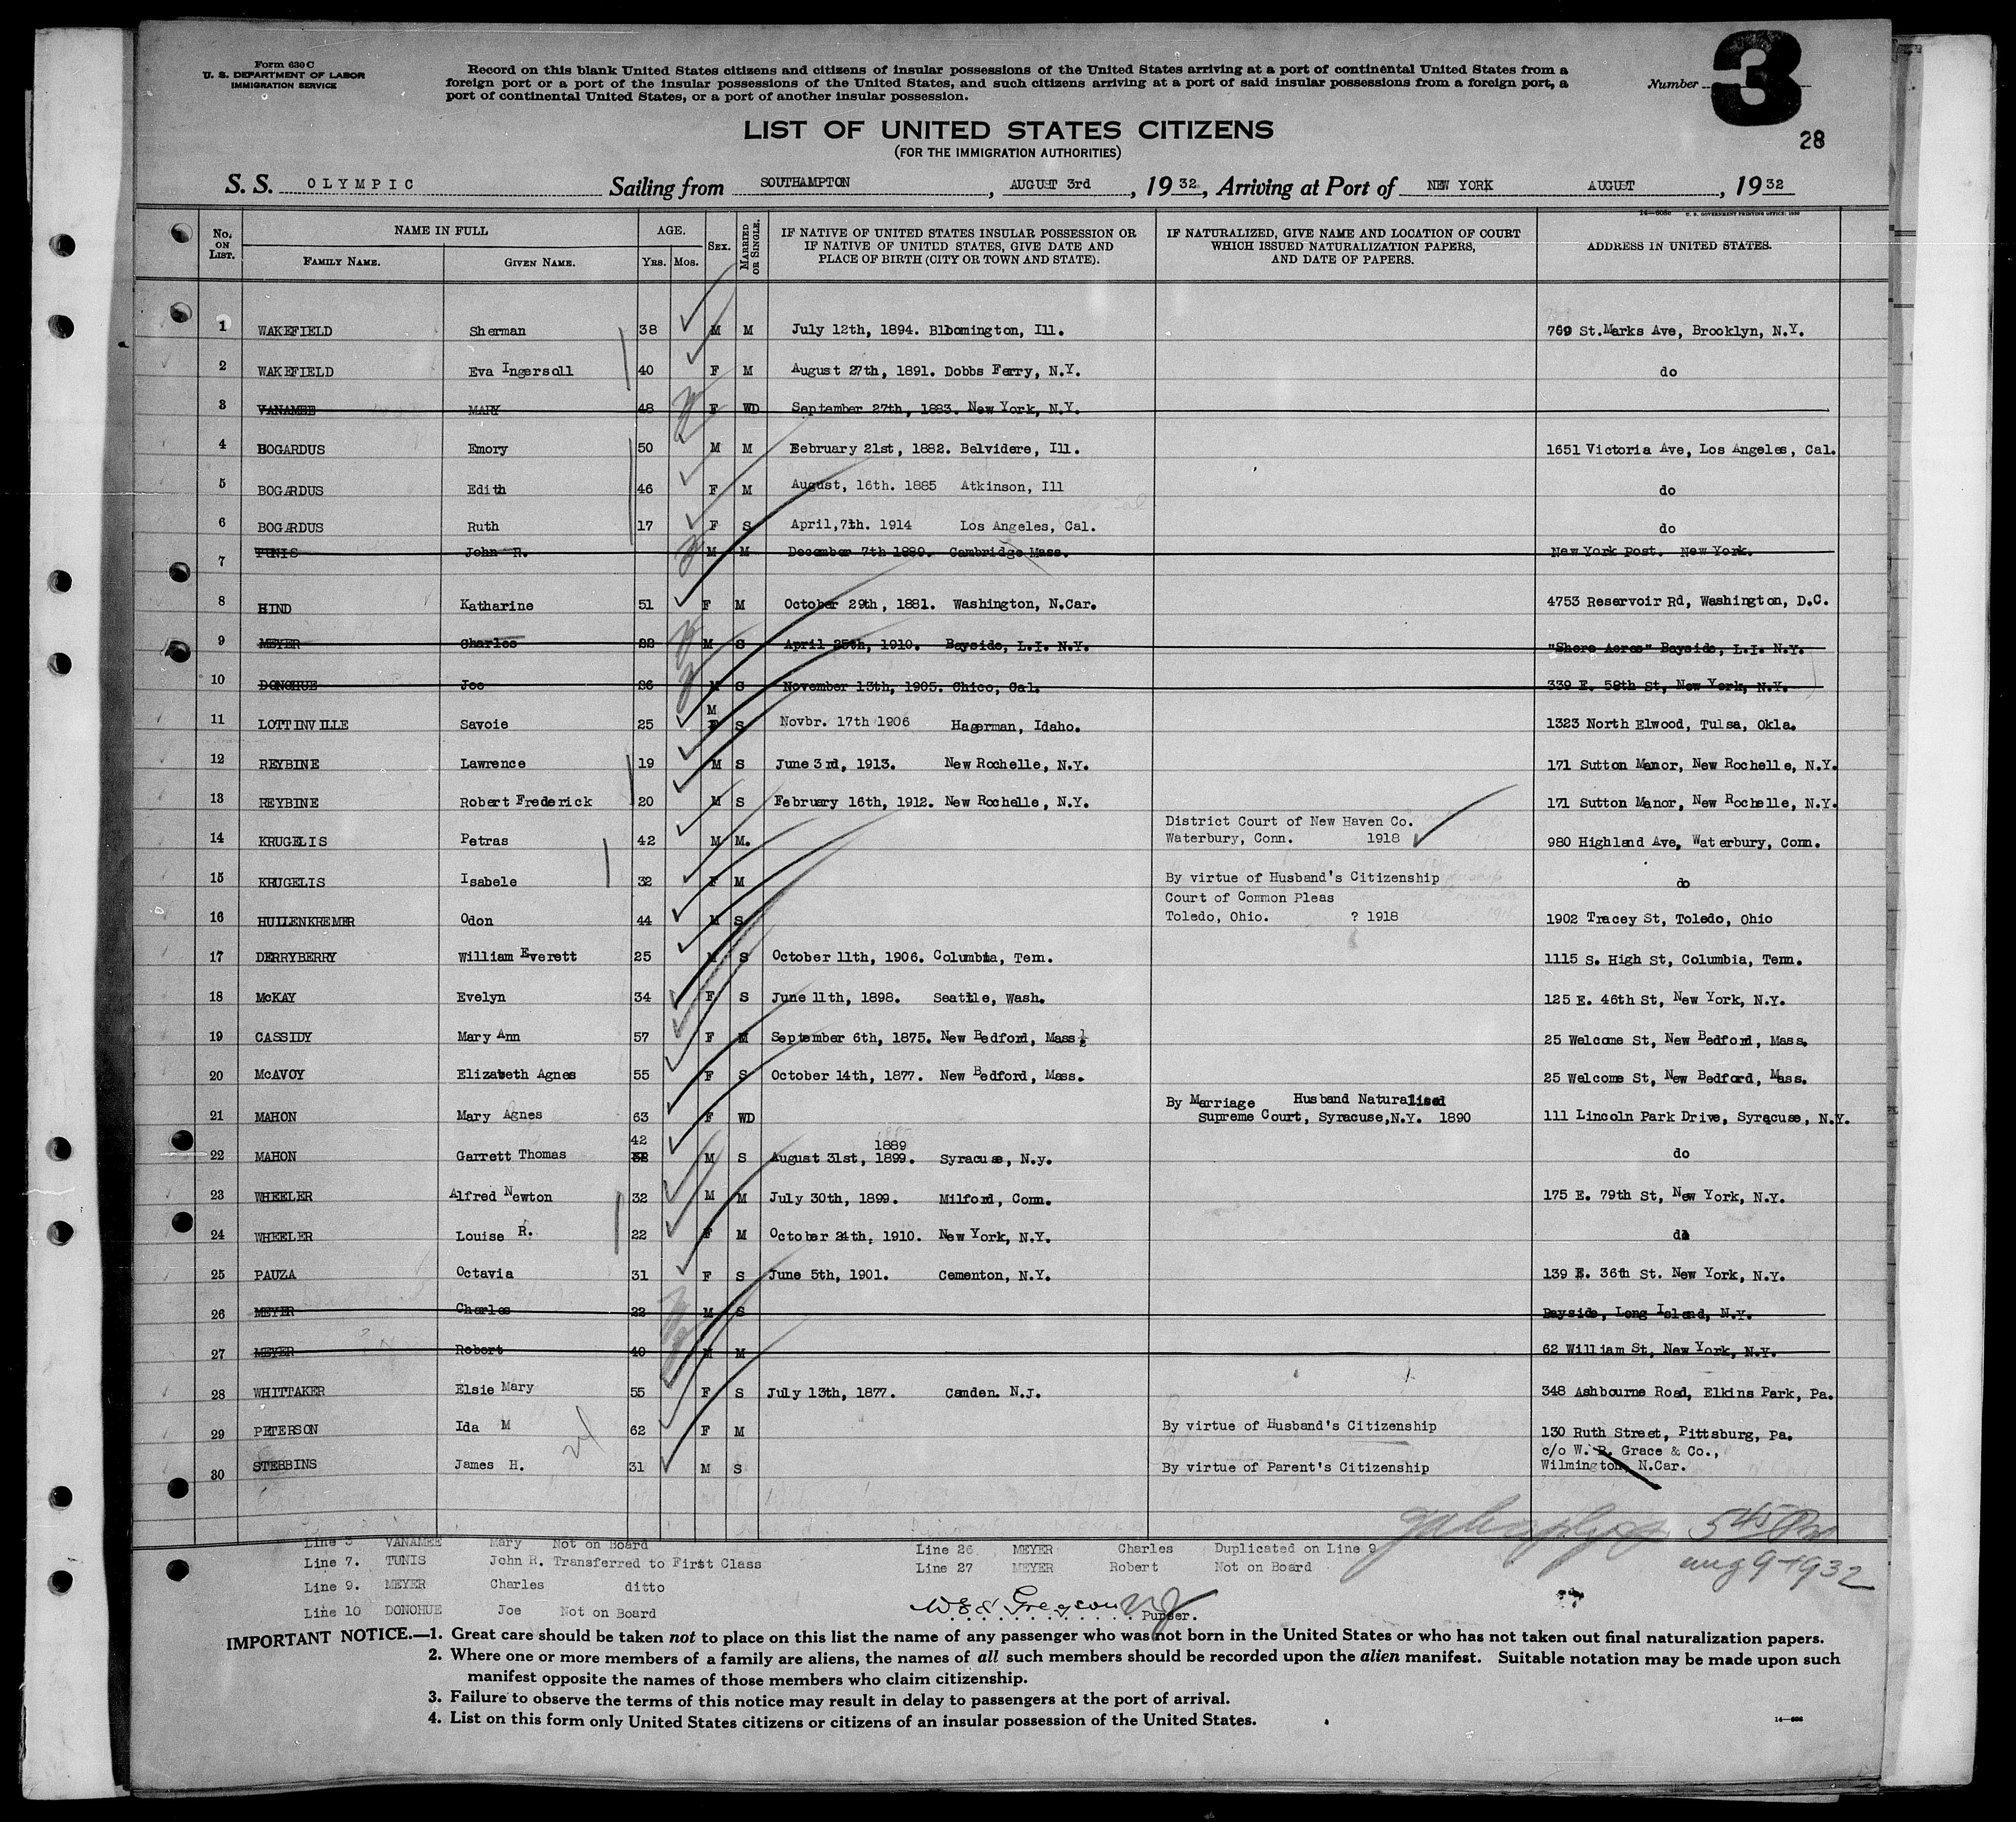 Form 630 C
U. S. DEPARTMENT OF LABOR
IMMIGRATION SERVICE
Record on this blank United States citizens and citizens of insular possessions of the United States arriving at a port of continental United States from a
foreign port or a port of the insular possessions of the United States, and such citizens arriving at a port of said insular possessions from a foreign port, a
port of continental United States, or a port of another insular possession.
Number 3
28
LIST OF UNITED STATES CITIZENS
(FOR THE IMMIGRATION AUTHORITIES)
S. S. OLYMPIC Sailing from SOUTHAMPTON, AUGUST 3rd, 1932, Arriving at Port of NEW YORK AUGUST, 1932
No. ON LIST. NAME IN FULL FAMILY NAME. GIVEN NAME. AGE. YRS. MOS. SEX. MARRIED OR SINGLE. IF NATIVE OF UNITED STATES INSULAR POSSESSION OR IF NATIVE OF UNITED STATES, GIVE DATE AND PLACE OF BIRTH (CITY OR TOWN AND STATE). IF NATURALIZED, GIVE NAME AND LOCATION OF COURT WHICH ISSUED NATURALIZATION PAPERS, AND DATE OF PAPERS. ADDRESS IN UNITED STATES.
1 WAKEFIELD Sherman 38 M M July 12th, 1894. Blbomington, Ill. 769 St.Marks Ave, Brooklyn, N.Y.
2 WAKEFIELD Eva Ingersoll 40 F M August 27th, 1891. Dobbs Ferry, N.Y. do
3 VANAMEE MARY 48 F WD September 27th, 1883. New York, N.Y.
4 BOGARDUS Emory 50 M M February 21st, 1882. Belvidere, Ill. 1651 Victoria Ave, Los Angeles, Cal.
5 BOGARDUS Edith 46 F M August, 16th. 1885 Atkinson, Ill do
6 BOGARDUS Ruth 17 F S April,7th. 1914 Los Angeles, Cal. do
7 TUNIS John R. M M December 7th 1889. Cambridge Mass. New York Post. New York.
8 HIND Katharine 51 F M October 29th, 1881. Washington, N.Car. 4753 Reservoir Rd, Washington, D.C.
9 MEYER Charles 22 M S April 25th, 1910. Bayside, L.I. N.Y. "Shore Acres" Bayside, L.I. N.Y.
10 DONOHUE Joe 26 M S November 13th, 1905. Chico, Cal. 339 E. 58th St, New York, N.Y.
11 LOTTINVILLE Savoie 25 M F S Novbr. 17th 1906 Hagerman, Idaho. 1323 North Elwood, Tulsa, Okla.
12 REYBINE Lawrence 19 M S June 3rd, 1913. New Rochelle, N.Y. 171 Sutton Manor, New Rochelle, N.Y.
13 REYBINE Robert Frederick 20 M S February 16th, 1912. New Rochelle, N.Y. 171 Sutton Manor, New Rochelle, N.Y.
District Court of New Haven Co.
14 KRUGELIS Petras 42 M M. Waterbury, Conn. 1918 980 Highland Ave, Waterbury, Conn.
15 KRUGELIS Isabele 32 F M By virtue of Husband's Citizenship do
Court of Common Pleas
16 HUILENKREMER Odon 44 M S Toledo, Ohio. ? 1918 1902 Tracey St, Toledo, Ohio
17 DERRYBERRY William Everett 25 M S October 11th, 1906. Columbia, Tenn. 1115 S. High St, Columbia, Tenn.
18 McKAY Evelyn 34 F S June 11th, 1898. Seattle, Wash. 125 E. 46th St, New York, N.Y.
19 CASSIDY Mary Ann 57 F M September 6th, 1875. New Bedford, Mass. 25 Welcome St, New Bedford, Mass.
20 McAVOY Elizabeth Agnes 55 F S October 14th, 1877. New Bedford, Mass. 25 Welcome St, New Bedford, Mass.
By Marriage Husband Naturalised
21 MAHON Mary Agnes 63 F WD Supreme Court, Syracuse,N.Y. 1890 111 Lincoln Park Drive, Syracuse, N.Y.
42 1889
22 MAHON Garrett Thomas M S August 31st, 1899. Syracuse, N.y. do
23 WHEELER Alfred Newton 32 M M July 30th, 1899. Milford, Conn. 175 E. 79th St, New York, N.Y.
24 WHEELER Louise R. 22 F M October 24th, 1910. New York, N.Y. do
25 PAUZA Octavia 31 F S June 5th, 1901. Cementon, N.Y. 139 E. 36th St. New York, N.Y.
26 MEYER Charles 22 M S Bayside, Long Island, N.Y.
27 MEYER Robert 40 M M 62 William St, New York, N.Y.
28 WHITTAKER Elsie Mary 55 F S July 13th, 1877. Camden. N.J. 348 Ashbourne Road, Elkins Park, Pa.
29 PETERSON Ida M 62 F M By virtue of Husband's Citizenship 130 Ruth Street, Pittsburg, Pa.
c/o W. R. Grace & Co.,
30 STEBBINS James H. 31 M S By virtue of Parent's Citizenship Wilmington, N.Car.
545 Pm
Aug 9-1932
Line 3 VANAMEE Mary Not on Board
Line 7. TUNIS John R. Transferred to First Class
Line 9. MEYER Charles ditto
Line 10 DONOHUE Joe Not on Board
Line 26 MEYER Charles Duplicated on Line 9
Line 27 MEYER Robert Not on Board
Gregson Purser.
IMPORTANT NOTICE.—1. Great care should be taken not to place on this list the name of any passenger who was not born in the United States or who has not taken out final naturalization papers.
2. Where one or more members of a family are aliens, the names of all such members should be recorded upon the alien manifest. Suitable notation may be made upon such
manifest opposite the names of those members who claim citizenship.
3. Failure to observe the terms of this notice may result in delay to passengers at the port of arrival.
4. List on this form only United States citizens or citizens of an insular possession of the United States.